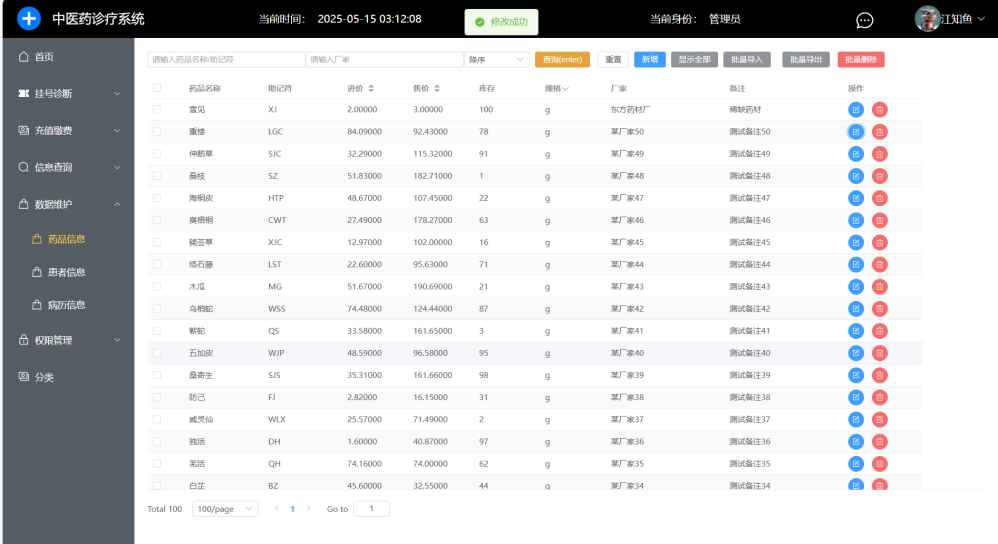 中医药诊疗系统 当前时间： 2025-05-15 03:12:08 修改成功 当前身份： 管理员 江知鱼
首页
挂号诊断
充值缴费
信息查询
数据维护
药品信息
患者信息
病历信息
权限管理
分类
请输入药品名称/助记符 请输入厂家 降序 查询(enter) 重置 新增 显示全部 批量导入 批量导出 批量删除
药品名称 助记符 进价 售价 库存 规格 厂家 备注 操作
雪见 XJ 2.00000 3.00000 100 g 东方药材厂 稀缺药材
重楼 LGC 84.09000 92.43000 78 g 某厂家50 测试备注50
伸筋草 SJC 32.29000 115.32000 91 g 某厂家49 测试备注49
桑枝 SZ 51.83000 182.71000 1 g 某厂家48 测试备注48
海桐皮 HTP 48.67000 107.45000 22 g 某厂家47 测试备注47
臭梧桐 CWT 27.49000 178.27000 63 g 某厂家46 测试备注46
豨莶草 XJC 12.97000 102.00000 16 g 某厂家45 测试备注45
络石藤 LST 22.60000 95.63000 71 g 某厂家44 测试备注44
木瓜 MG 51.67000 190.69000 21 g 某厂家43 测试备注43
乌梢蛇 WSS 74.48000 124.44000 87 g 某厂家42 测试备注42
蕲蛇 QS 33.58000 161.65000 3 g 某厂家41 测试备注41
五加皮 WJP 48.59000 96.58000 95 g 某厂家40 测试备注40
桑寄生 SJS 35.31000 161.66000 98 g 某厂家39 测试备注39
防己 FJ 2.82000 16.15000 31 g 某厂家38 测试备注38
威灵仙 WLX 25.57000 71.49000 2 g 某厂家37 测试备注37
独活 DH 1.60000 40.87000 97 g 某厂家36 测试备注36
羌活 QH 74.16000 74.00000 62 g 某厂家35 测试备注35
白芷 BZ 45.60000 32.55000 44 g 某厂家34 测试备注34
Total 100 100/page 1 Go to 1